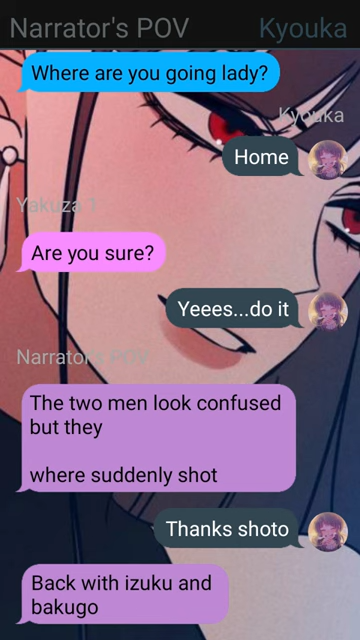 Narrator's POV Kyouka
Where are you going lady?
Kyouka
Home
Yakuza 1
Are you sure?
Yeees...do it
Narrator's POV
The two men look confused
but they
where suddenly shot
Thanks shoto
Back with izuku and
bakugo